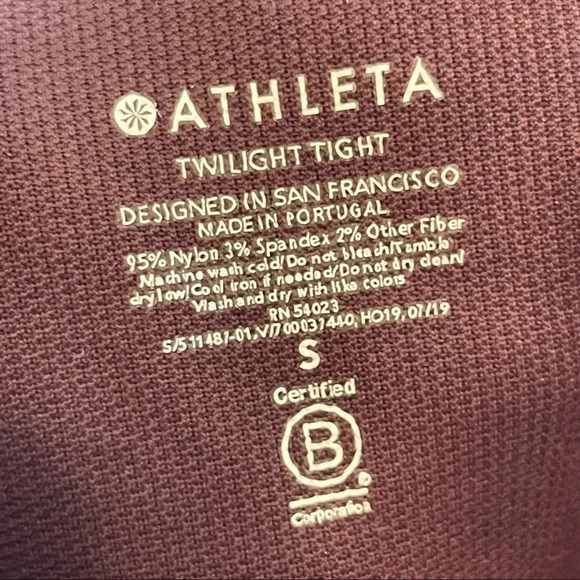 ATHLETA
TWILIGHT TIGHT
DESIGNED IN SAN FRANCISCO
MADE IN PORTUGAL
95% Nylon 3% Spandex 2% Other Fiber
Machine wash cold/Do not bleach/Tumble
dry low/Cool iron if needed/Do not dry clean/
Wash and dry with like colors
RN 54023
S/511487-01, V/700037440, HO19, 07/19
S
Certified
B
Corporation